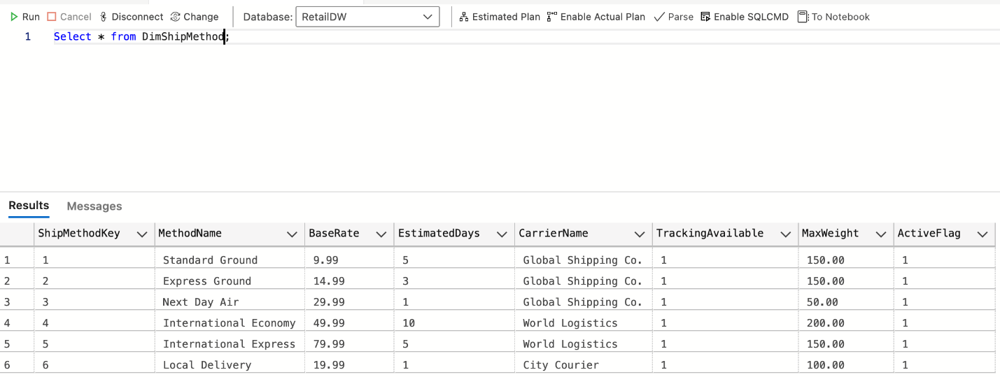 Run Cancel Disconnect Change Database: RetailDW Estimated Plan Enable Actual Plan Parse Enable SQLCMD To Notebook
1 Select * from DimShipMethod;
Results Messages
ShipMethodKey MethodName BaseRate EstimatedDays CarrierName TrackingAvailable MaxWeight ActiveFlag
1 1 Standard Ground 9.99 5 Global Shipping Co. 1 150.00 1
2 2 Express Ground 14.99 3 Global Shipping Co. 1 150.00 1
3 3 Next Day Air 29.99 1 Global Shipping Co. 1 50.00 1
4 4 International Economy 49.99 10 World Logistics 1 200.00 1
5 5 International Express 79.99 5 World Logistics 1 150.00 1
6 6 Local Delivery 19.99 1 City Courier 1 100.00 1